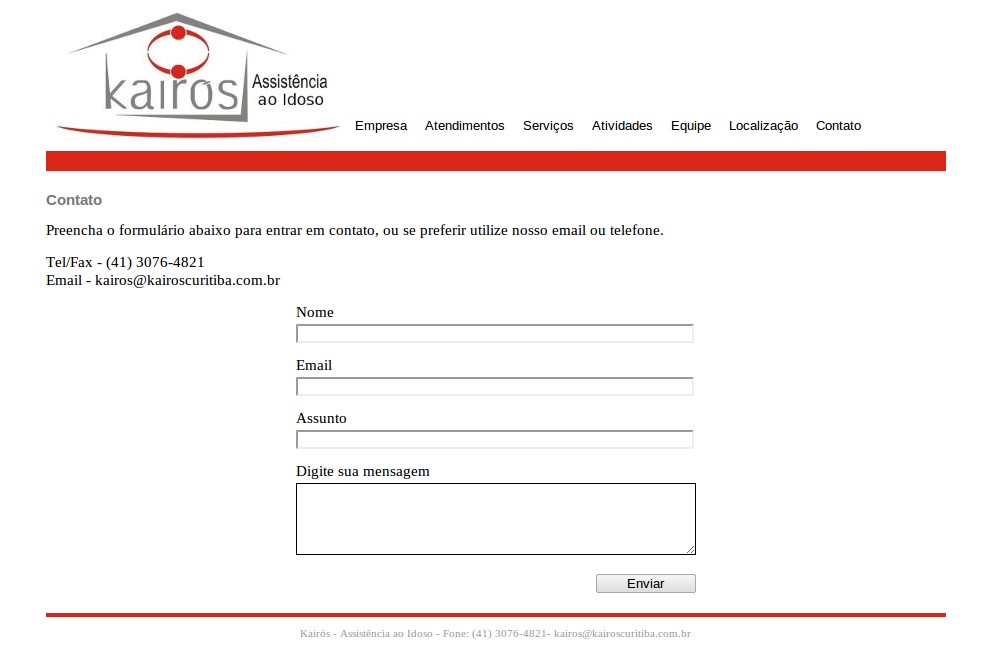 kairós
Assistência
ao Idoso
Empresa Atendimentos Serviços Atividades Equipe Localização Contato
Contato
Preencha o formulário abaixo para entrar em contato, ou se preferir utilize nosso email ou telefone.
Tel/Fax - (41) 3076-4821
Email - kairos@kairoscuritiba.com.br
Nome
Email
Assunto
Digite sua mensagem
Enviar
Kairós - Assistência ao Idoso - Fone: (41) 3076-4821- kairos@kairoscuritiba.com.br